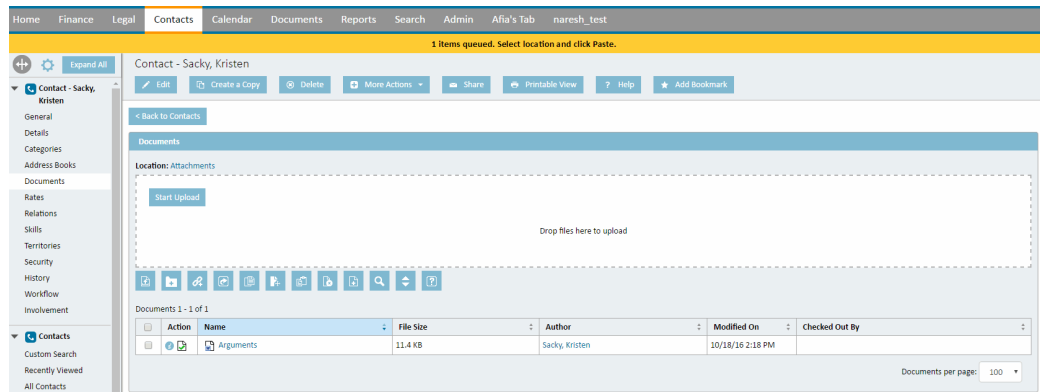 Home Finance Legal Contacts Calendar Documents Reports Search Admin Afia's Tab naresh_test
1 items queued. Select location and click Paste.
Expand All
Contact - Sacky, Kristen
General
Details
Categories
Address Books
Documents
Rates
Relations
Skills
Territories
Security
History
Workflow
Involvement
Contacts
Custom Search
Recently Viewed
All Contacts
Contact - Sacky, Kristen
Edit Create a Copy Delete More Actions Share Printable View ? Help Add Bookmark
< Back to Contacts
Documents
Location: Attachments
Start Upload
Drop files here to upload
?
Documents 1 - 1 of 1
Action Name File Size Author Modified On Checked Out By
Arguments 11.4 KB Sacky, Kristen 10/18/16 2:18 PM
Documents per page: 100